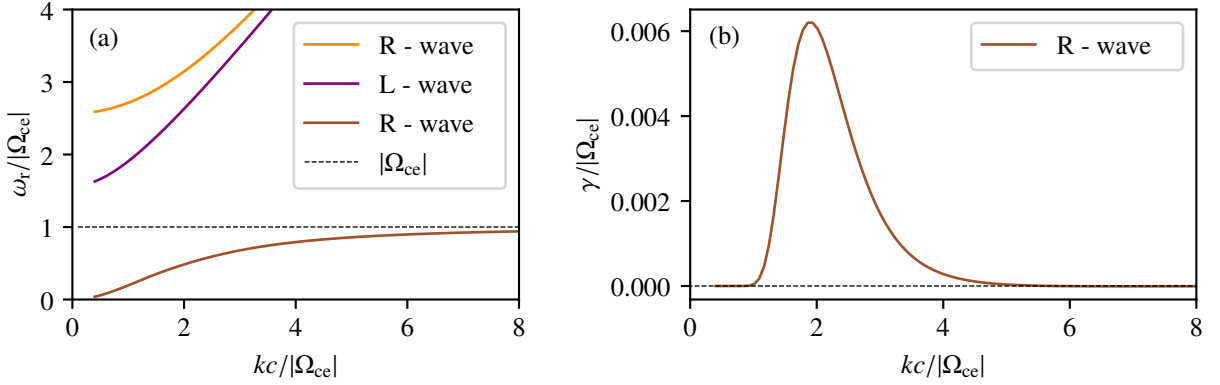 (a)
R - wave
L - wave
R - wave
|Ω_ce|
ω_r/|Ω_ce|
4
3
2
1
0
0 2 4 6 8
kc/|Ω_ce|
(b)
R - wave
γ/|Ω_ce|
0.006
0.004
0.002
0.000
0 2 4 6 8
kc/|Ω_ce|